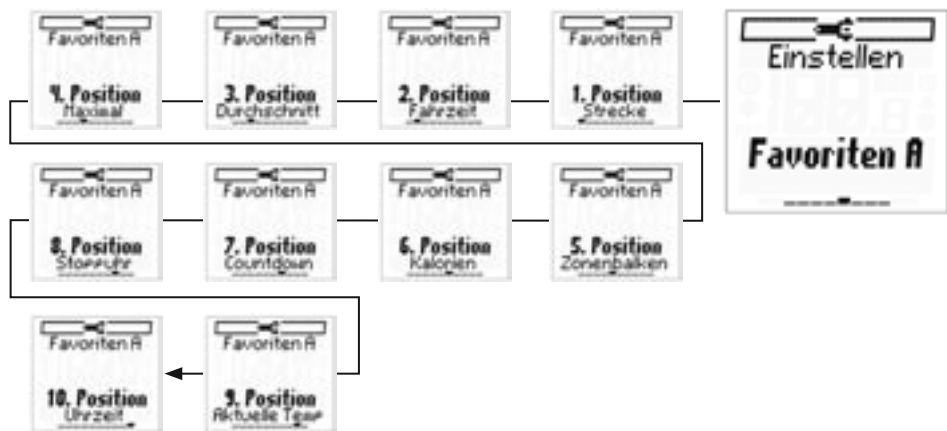 Favoriten A
4. Position
Maximal
Favoriten A
3. Position
Durchschnitt
Favoriten A
2. Position
Fahrzeit
Favoriten A
1. Position
Strecke
Einstellen
Favoriten A
Favoriten A
8. Position
Stoppuhr
Favoriten A
7. Position
Countdown
Favoriten A
6. Position
Kalorien
Favoriten A
5. Position
Zonenbalken
Favoriten A
10. Position
Uhrzeit
Favoriten A
9. Position
Aktuelle Temp